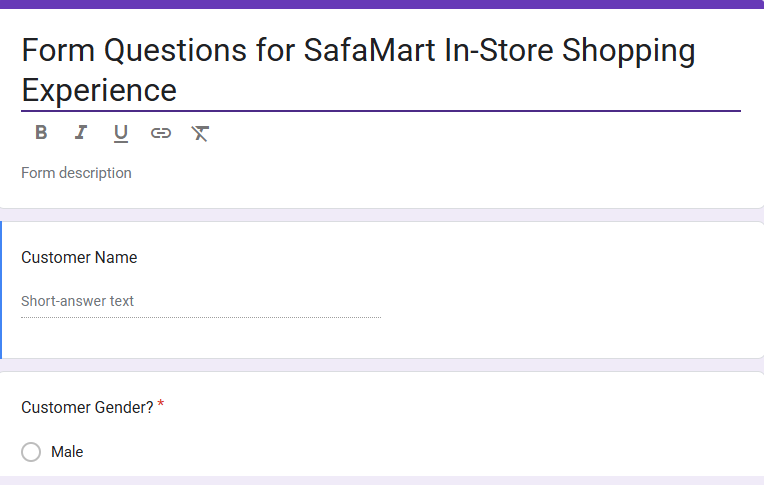 Form Questions for SafaMart In-Store Shopping
Experience
B I U
Form description
Customer Name
Short-answer text
Customer Gender? *
Male